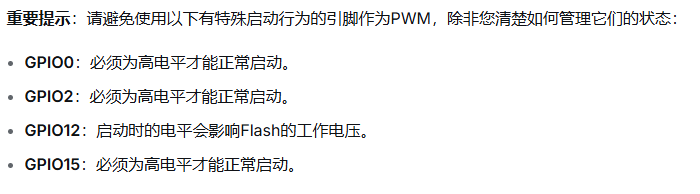 重要提示：请避免使用以下有特殊启动行为的引脚作为PWM，除非您清楚如何管理它们的状态：
• GPIO0：必须为高电平才能正常启动。
• GPIO2：必须为高电平才能正常启动。
• GPIO12：启动时的电平会影响Flash的工作电压。
• GPIO15：必须为高电平才能正常启动。